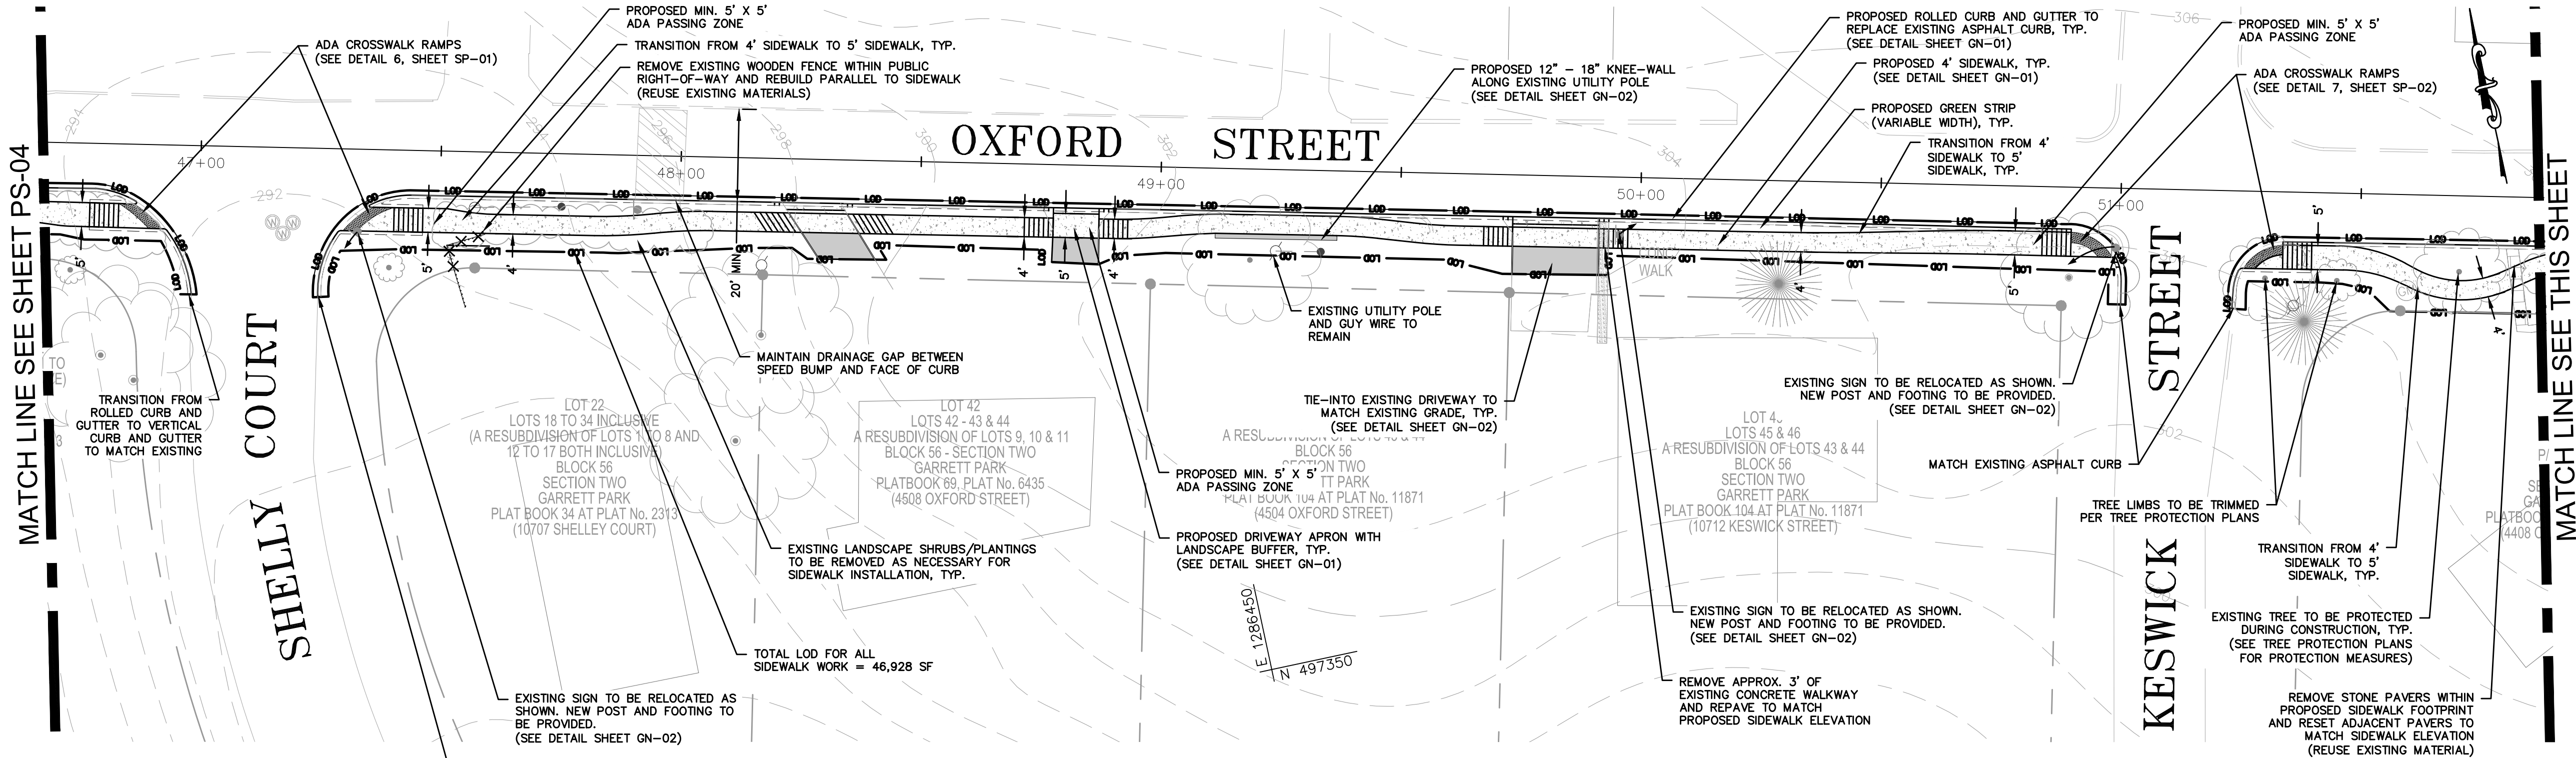 PROPOSED MIN. 5' X 5'
ADA PASSING ZONE
ADA CROSSWALK RAMPS
(SEE DETAIL 6, SHEET SP-01)
TRANSITION FROM 4' SIDEWALK TO 5' SIDEWALK, TYP.
REMOVE EXISTING WOODEN FENCE WITHIN PUBLIC
RIGHT-OF-WAY AND REBUILD PARALLEL TO SIDEWALK
(REUSE EXISTING MATERIALS)
PROPOSED 12" - 18" KNEE-WALL
ALONG EXISTING UTILITY POLE
(SEE DETAIL SHEET GN-02)
PROPOSED ROLLED CURB AND GUTTER TO
REPLACE EXISTING ASPHALT CURB, TYP.
(SEE DETAIL SHEET GN-01)
PROPOSED 4' SIDEWALK, TYP.
(SEE DETAIL SHEET GN-01)
PROPOSED GREEN STRIP
(VARIABLE WIDTH), TYP.
TRANSITION FROM 4'
SIDEWALK TO 5'
SIDEWALK, TYP.
PROPOSED MIN. 5' X 5'
ADA PASSING ZONE
ADA CROSSWALK RAMPS
(SEE DETAIL 7, SHEET SP-02)
306
294
294
296
298
300
302
304
292
302
OXFORD STREET
47+00
48+00
49+00
50+00
51+00
MATCH LINE SEE SHEET PS-04
MATCH LINE SEE THIS SHEET
SHELLY COURT
KESWICK STREET
LOD
5'
4'
20' MIN.
W
W
W
WALK
EXISTING UTILITY POLE
AND GUY WIRE TO
REMAIN
MAINTAIN DRAINAGE GAP BETWEEN
SPEED BUMP AND FACE OF CURB
TRANSITION FROM
ROLLED CURB AND
GUTTER TO VERTICAL
CURB AND GUTTER
TO MATCH EXISTING
TIE-INTO EXISTING DRIVEWAY TO
MATCH EXISTING GRADE, TYP.
(SEE DETAIL SHEET GN-02)
EXISTING SIGN TO BE RELOCATED AS SHOWN.
NEW POST AND FOOTING TO BE PROVIDED.
(SEE DETAIL SHEET GN-02)
LOT 22
LOTS 18 TO 34 INCLUSIVE
(A RESUBDIVISION OF LOTS 1 TO 8 AND
12 TO 17 BOTH INCLUSIVE)
BLOCK 56
SECTION TWO
GARRETT PARK
PLAT BOOK 34 AT PLAT No. 2313
(10707 SHELLEY COURT)
LOT 42
LOTS 42 - 43 & 44
A RESUBDIVISION OF LOTS 9, 10 & 11
BLOCK 56 - SECTION TWO
GARRETT PARK
PLATBOOK 69, PLAT No. 6435
(4508 OXFORD STREET)
BLOCK 56
PLAT BOOK 104 AT PLAT No. 11871
(4504 OXFORD STREET)
LOTS 45 & 46
A RESUBDIVISION OF LOTS 43 & 44
BLOCK 56
SECTION TWO
GARRETT PARK
PLAT BOOK 104 AT PLAT No. 11871
(10712 KESWICK STREET)
MATCH EXISTING ASPHALT CURB
PROPOSED MIN. 5' X 5'
ADA PASSING ZONE
TREE LIMBS TO BE TRIMMED
PER TREE PROTECTION PLANS
PROPOSED DRIVEWAY APRON WITH
LANDSCAPE BUFFER, TYP.
(SEE DETAIL SHEET GN-01)
EXISTING LANDSCAPE SHRUBS/PLANTINGS
TO BE REMOVED AS NECESSARY FOR
SIDEWALK INSTALLATION, TYP.
TRANSITION FROM 4'
SIDEWALK TO 5'
SIDEWALK, TYP.
E 1286450
N 497350
EXISTING SIGN TO BE RELOCATED AS SHOWN.
NEW POST AND FOOTING TO BE PROVIDED.
(SEE DETAIL SHEET GN-02)
EXISTING TREE TO BE PROTECTED
DURING CONSTRUCTION, TYP.
(SEE TREE PROTECTION PLANS
FOR PROTECTION MEASURES)
TOTAL LOD FOR ALL
SIDEWALK WORK = 46,928 SF
REMOVE APPROX. 3' OF
EXISTING CONCRETE WALKWAY
AND REPAVE TO MATCH
PROPOSED SIDEWALK ELEVATION
EXISTING SIGN TO BE RELOCATED AS
SHOWN. NEW POST AND FOOTING TO
BE PROVIDED.
(SEE DETAIL SHEET GN-02)
REMOVE STONE PAVERS WITHIN
PROPOSED SIDEWALK FOOTPRINT
AND RESET ADJACENT PAVERS TO
MATCH SIDEWALK ELEVATION
(REUSE EXISTING MATERIAL)